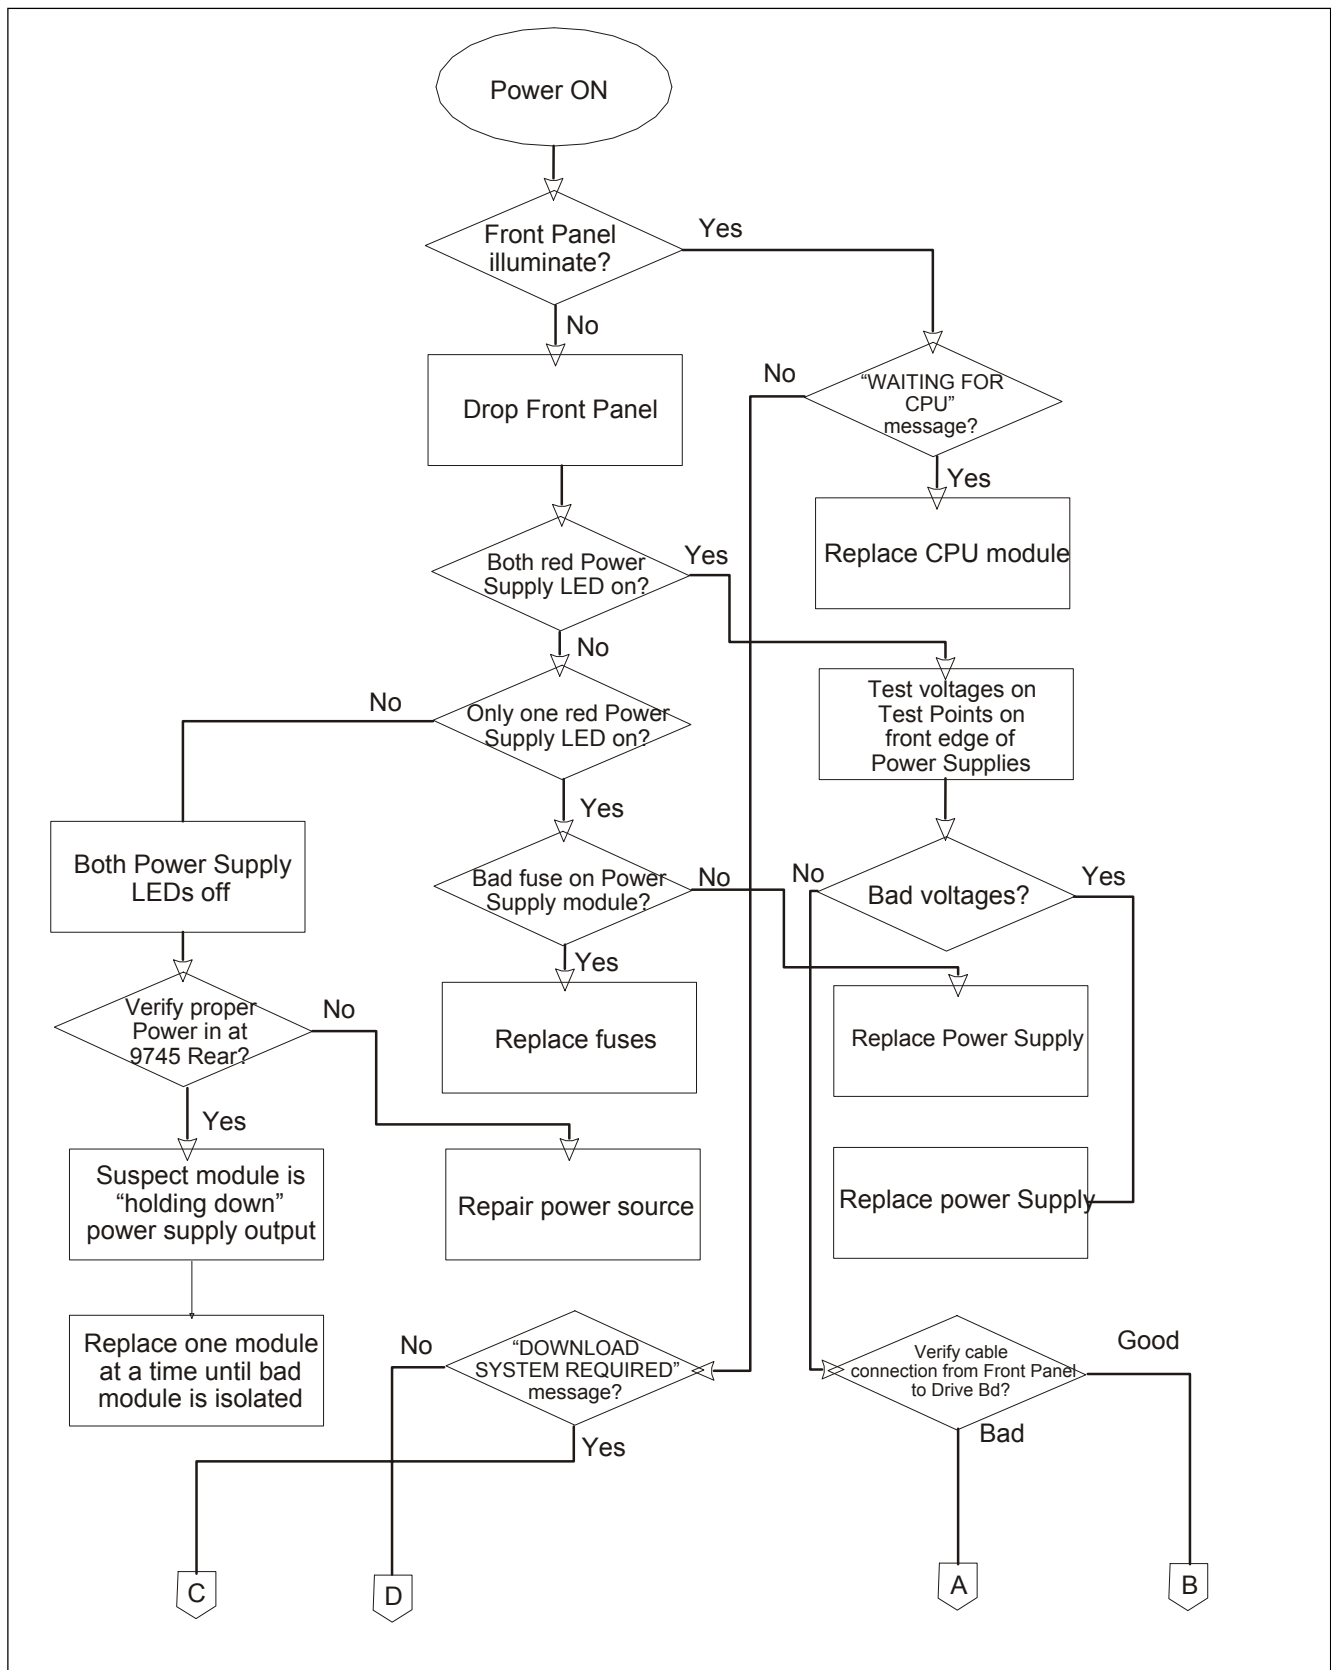 Power ON
Front Panel
illuminate?
Yes
No
Drop Front Panel
No
"WAITING FOR
CPU"
message?
Yes
Replace CPU module
Both red Power
Supply LED on?
Yes
No
Only one red Power
Supply LED on?
No
Yes
Test voltages on
Test Points on
front edge of
Power Supplies
Both Power Supply
LEDs off
Bad fuse on Power
Supply module?
No
Yes
No
Bad voltages?
Yes
Verify proper
Power in at
9745 Rear?
No
Yes
Replace fuses
Replace Power Supply
Suspect module is
“holding down”
power supply output
Repair power source
Replace power Supply
Replace one module
at a time until bad
module is isolated
No
“DOWNLOAD
SYSTEM REQUIRED”
message?
Yes
Verify cable
connection from Front Panel
to Drive Bd?
Good
Bad
C
D
A
B